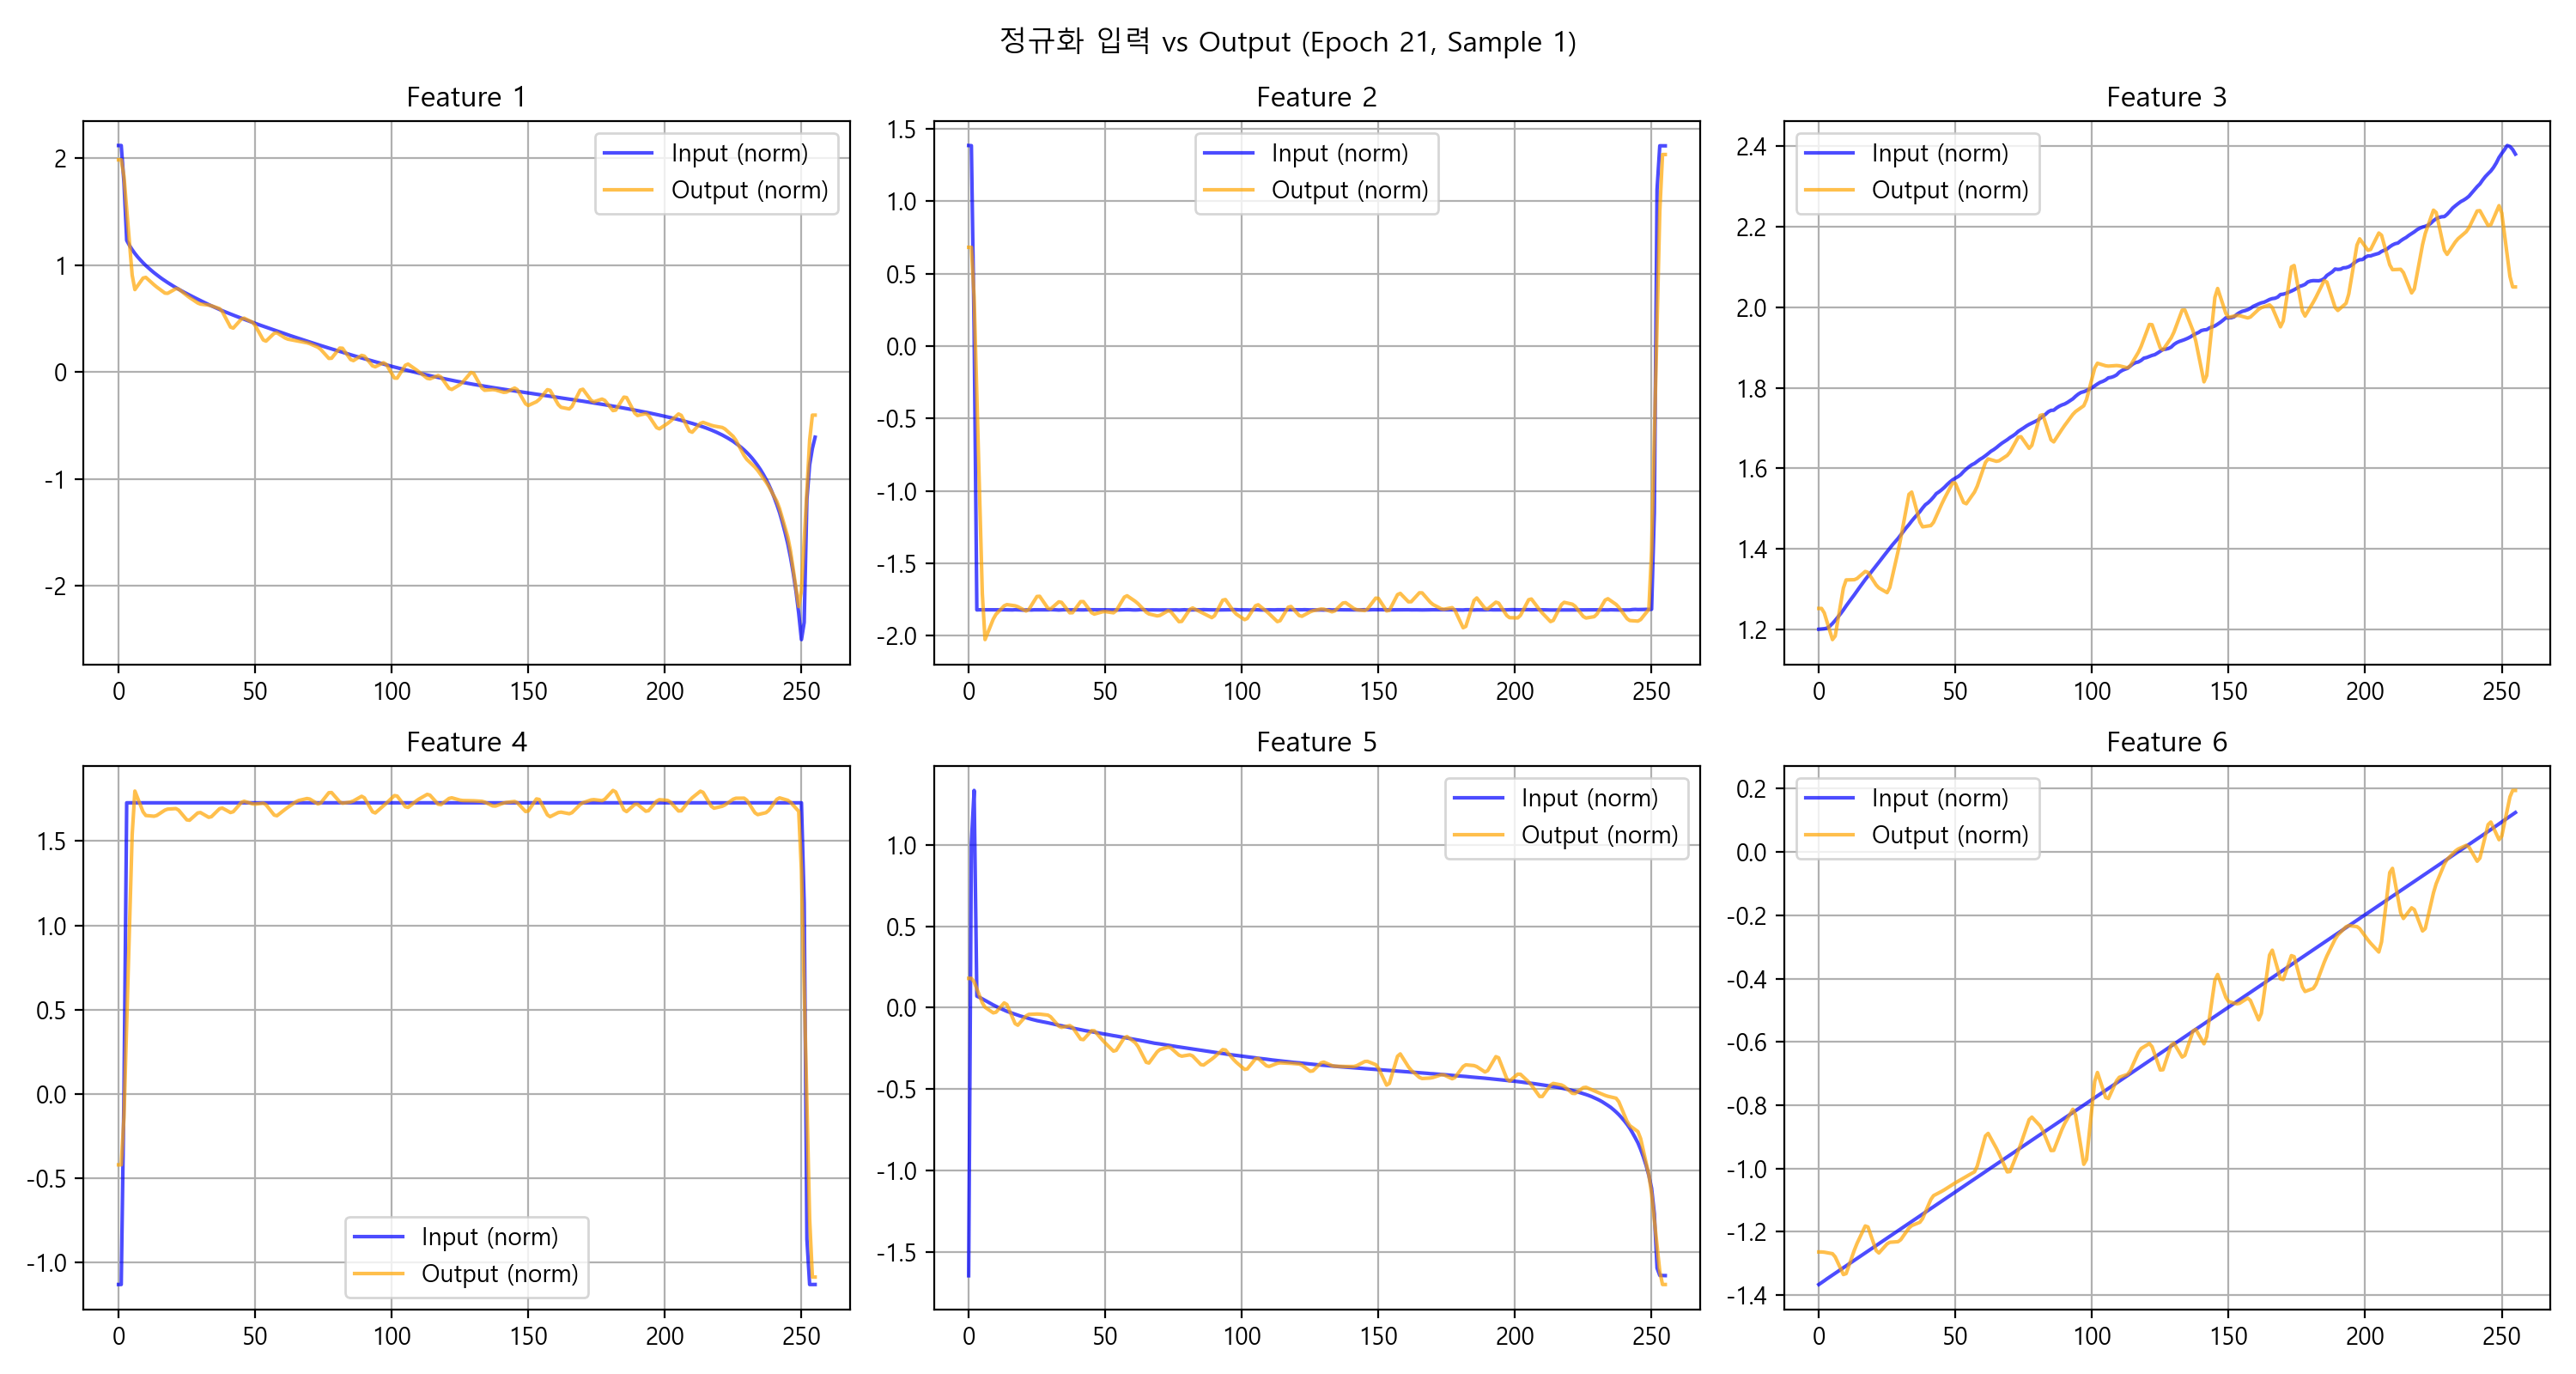 정규화 입력 vs Output (Epoch 21, Sample 1)
Feature 1
2
1
0
-1
-2
0 50 100 150 200 250
Input (norm)
Output (norm)
Feature 2
1.5
1.0
0.5
0.0
-0.5
-1.0
-1.5
-2.0
0 50 100 150 200 250
Input (norm)
Output (norm)
Feature 3
2.4
2.2
2.0
1.8
1.6
1.4
1.2
0 50 100 150 200 250
Input (norm)
Output (norm)
Feature 4
1.5
1.0
0.5
0.0
-0.5
-1.0
0 50 100 150 200 250
Input (norm)
Output (norm)
Feature 5
1.0
0.5
0.0
-0.5
-1.0
-1.5
0 50 100 150 200 250
Input (norm)
Output (norm)
Feature 6
0.2
0.0
-0.2
-0.4
-0.6
-0.8
-1.0
-1.2
-1.4
0 50 100 150 200 250
Input (norm)
Output (norm)